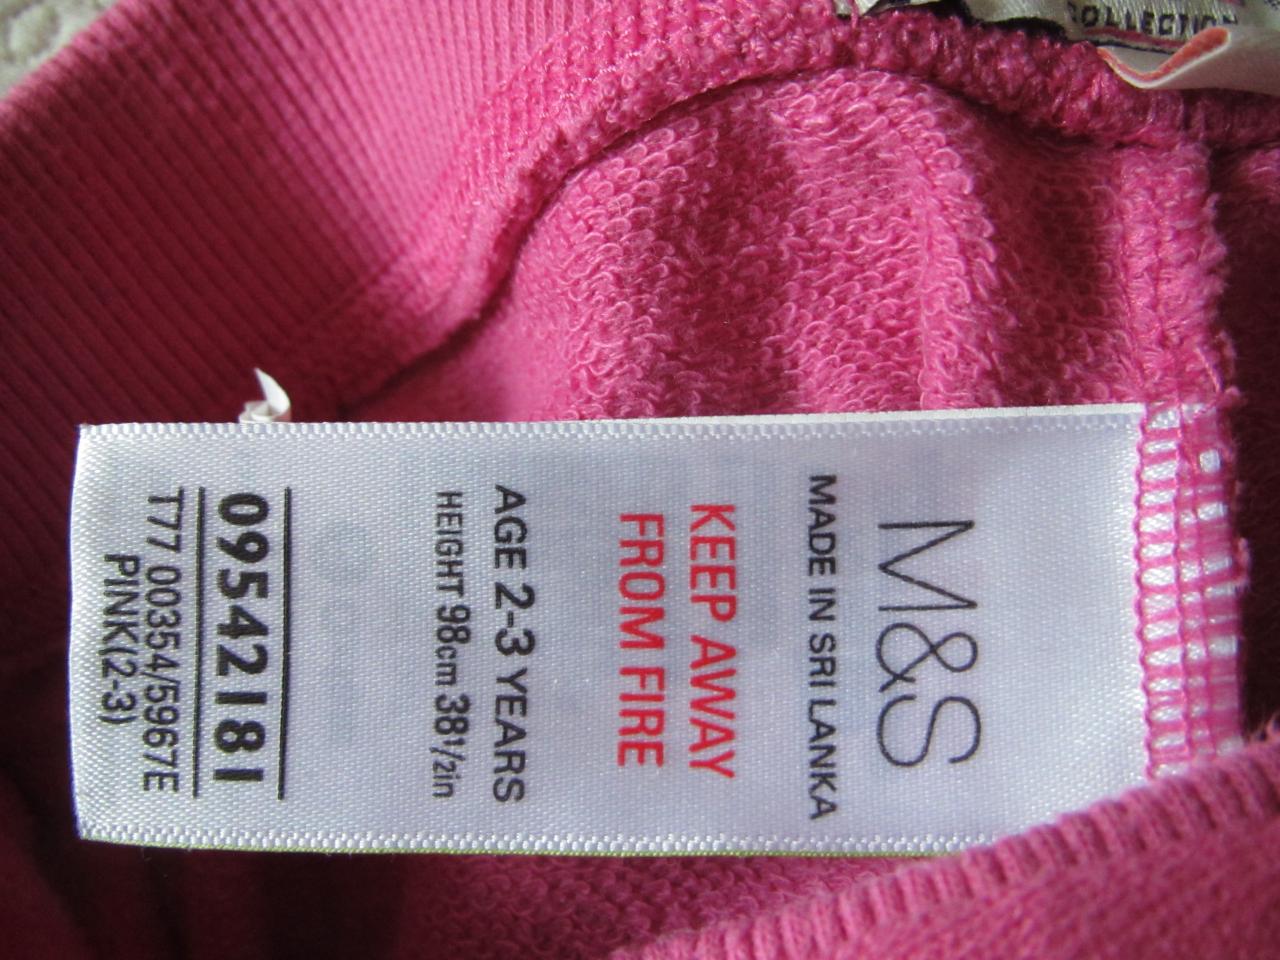 COLLECTION
M&S
MADE IN SRI LANKA
KEEP AWAY
FROM FIRE
AGE 2-3 YEARS
HEIGHT 98cm 38½in
09542181
T77 00354/5967E
PINK(2-3)